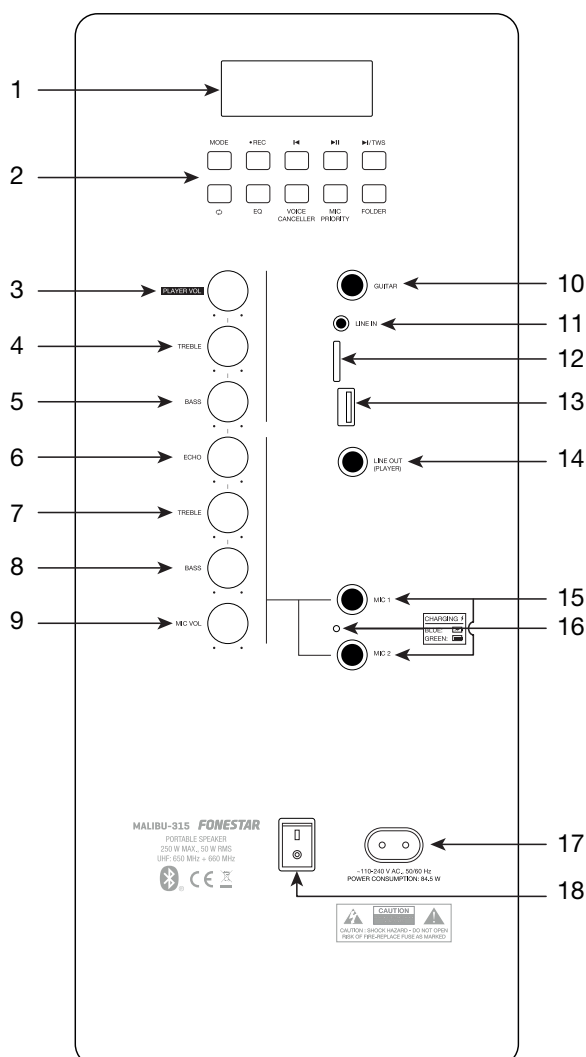 1
MODE •REC I◀ ▶II ▶I/TWS
2
EQ VOICE CANCELLER MIC PRIORITY FOLDER
3 PLAYER VOL GUITAR 10
LINE IN 11
4 TREBLE 12
5 BASS 13
6 ECHO LINE OUT (PLAYER) 14
7 TREBLE
8 BASS
MIC 1 15
CHARGING
9 MIC VOL 16
BLUE:
GREEN:
MIC 2
MALIBU-315 FONESTAR
PORTABLE SPEAKER
250 W MAX., 50 W RMS
UHF: 650 MHz + 660 MHz
CE
17
~110-240 V AC., 50/60 Hz
POWER CONSUMPTION: 84.5 W
18
CAUTION
CAUTION : SHOCK HAZARD - DO NOT OPEN
RISK OF FIRE-REPLACE FUSE AS MARKED